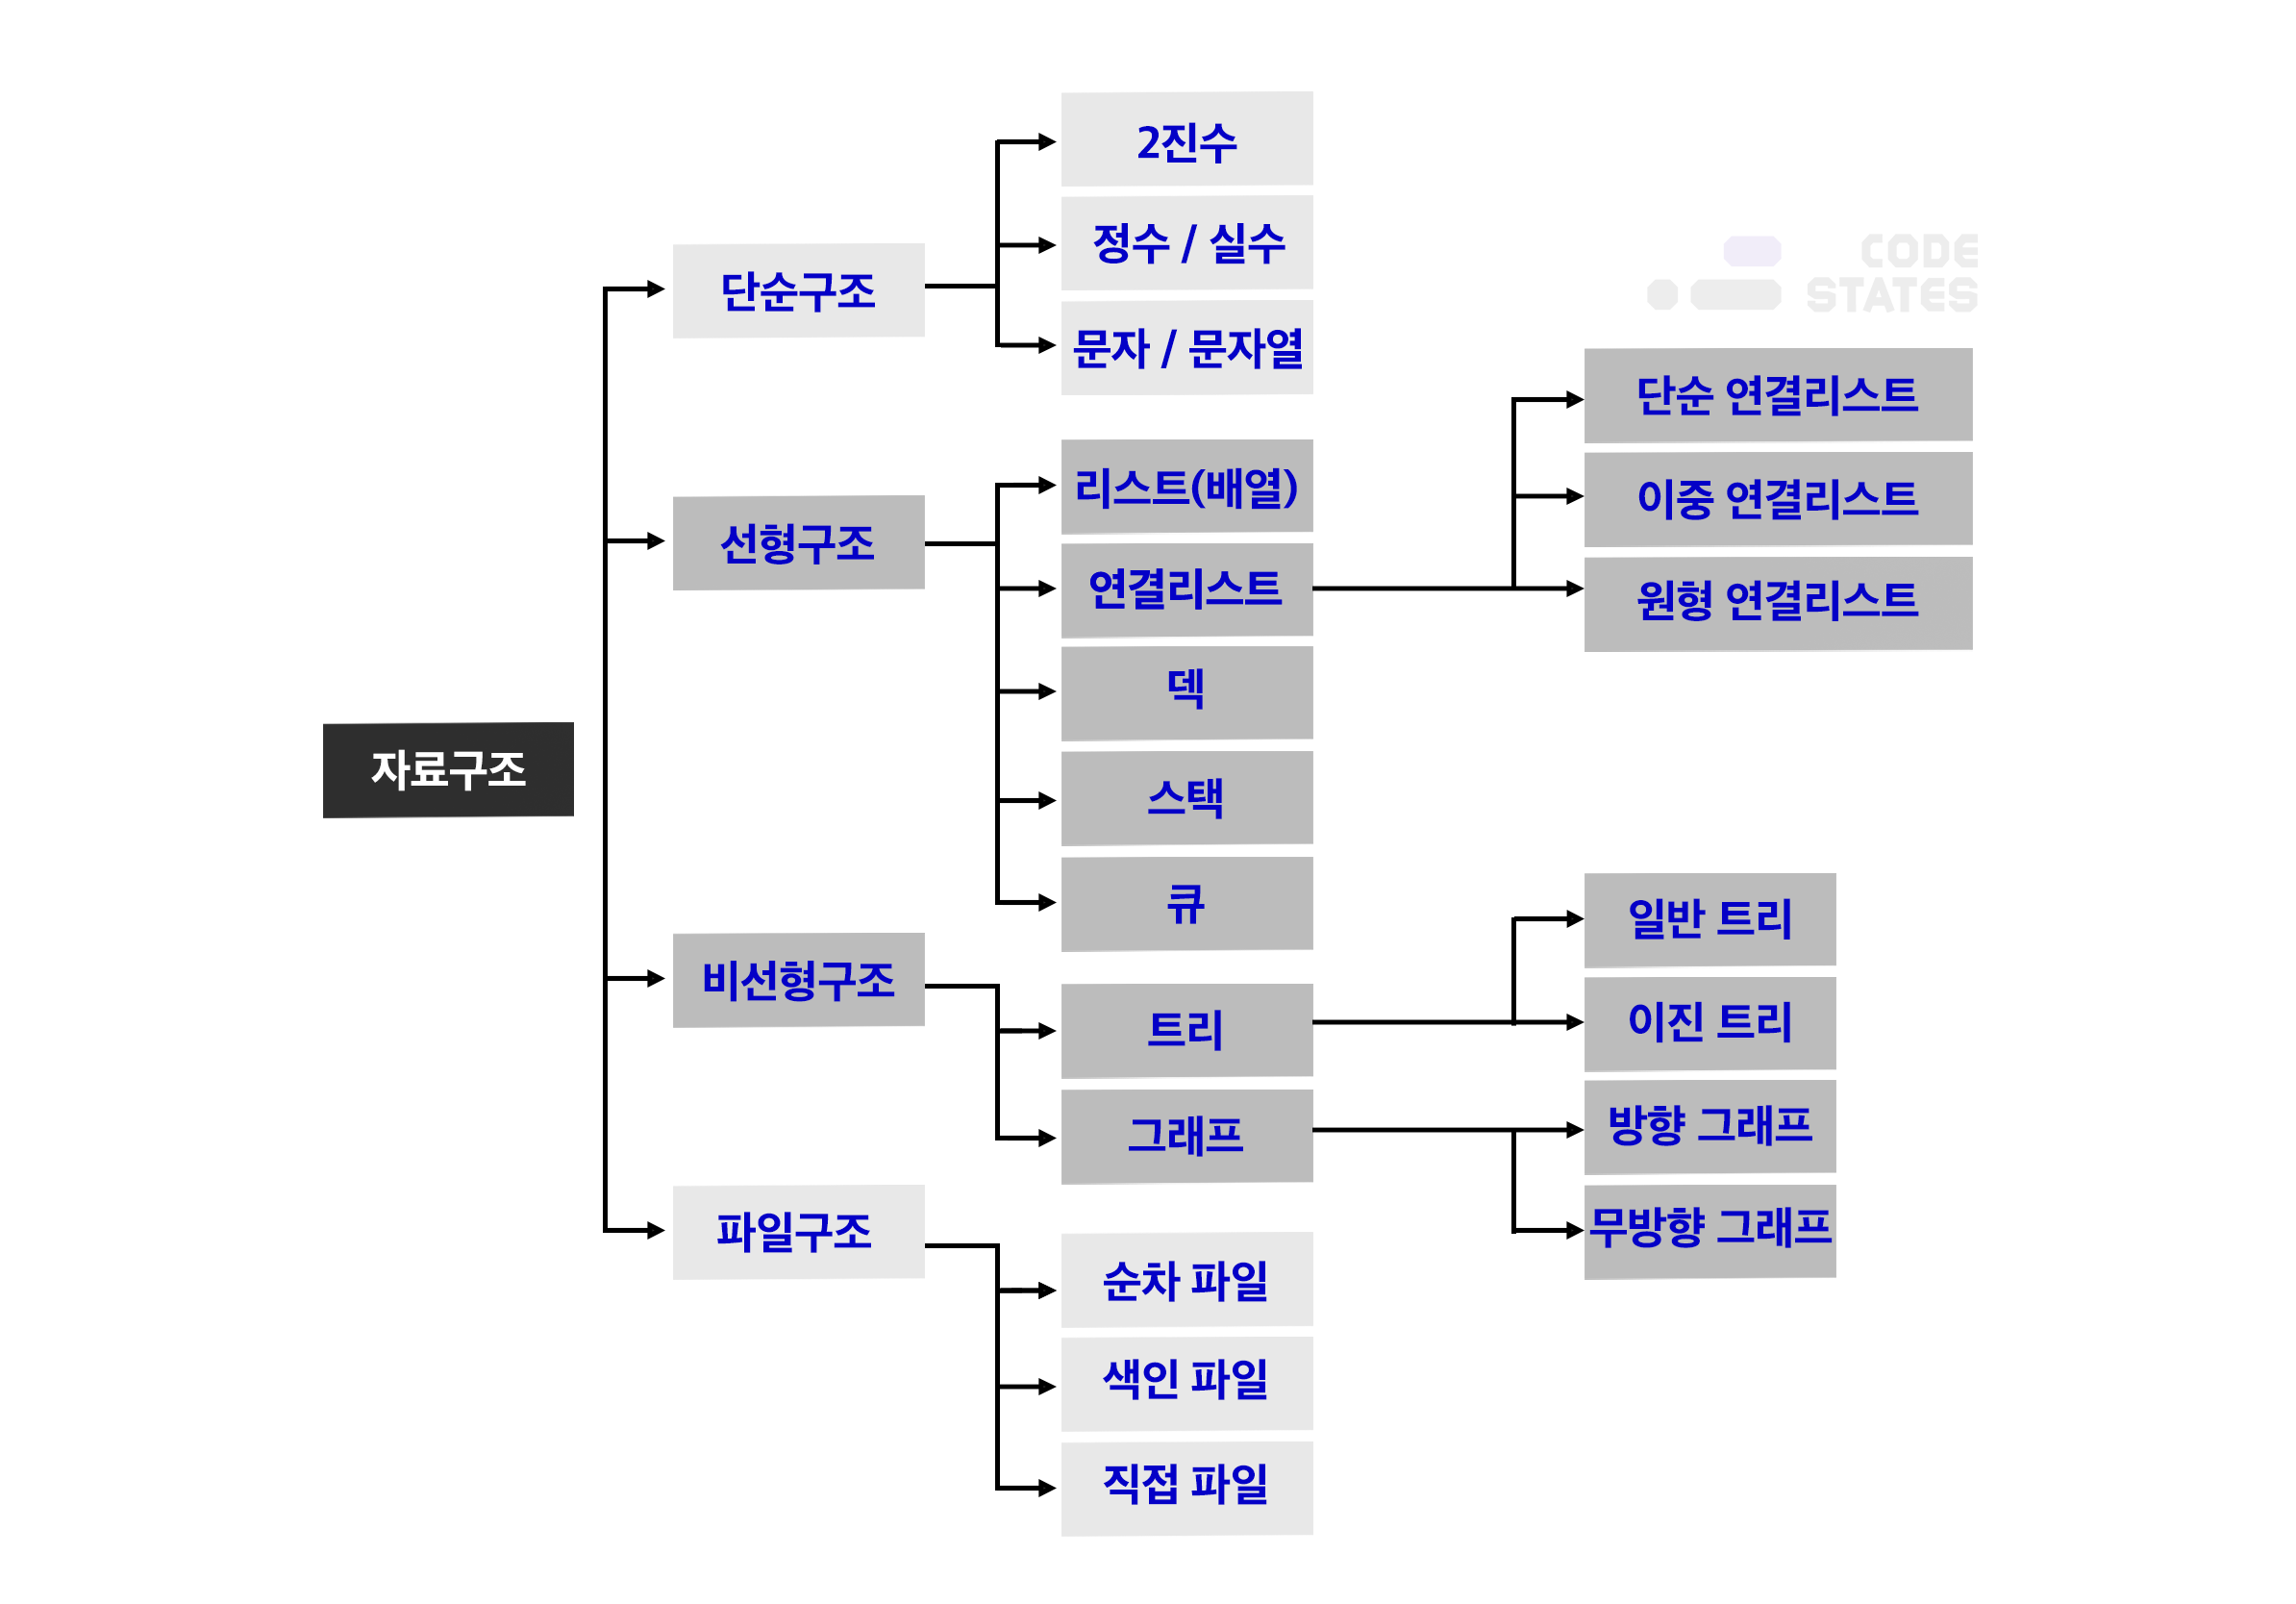 자료구조
단순구조
2진수
정수 / 실수
문자 / 문자열
선형구조
리스트(배열)
연결리스트
단순 연결리스트
이중 연결리스트
원형 연결리스트
덱
스택
큐
비선형구조
트리
일반 트리
이진 트리
그래프
방향 그래프
무방향 그래프
파일구조
순차 파일
색인 파일
직접 파일
CODE
STATES